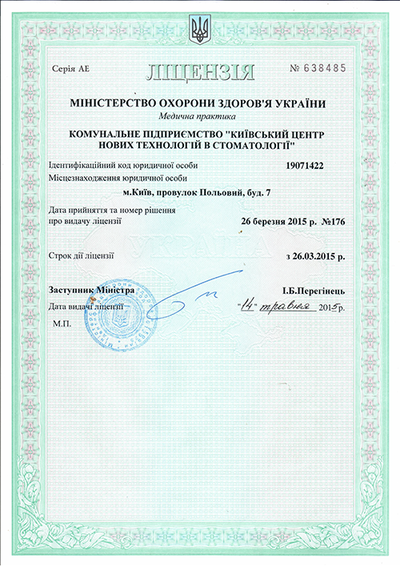 Серія АЕ
ЛІЦЕНЗІЯ
№ 638485
МІНІСТЕРСТВО ОХОРОНИ ЗДОРОВ'Я УКРАЇНИ
Медична практика
КОМУНАЛЬНЕ ПІДПРИЄМСТВО "КИЇВСЬКИЙ ЦЕНТР
НОВИХ ТЕХНОЛОГІЙ В СТОМАТОЛОГІЇ"
Ідентифікаційний код юридичної особи 19071422
Місцезнаходження юридичної особи
м.Київ, провулок Польовий, буд. 7
Дата прийняття та номер рішення
про видачу ліцензії 26 березня 2015 р. №176
Строк дії ліцензії з 26.03.2015 р.
Заступник Міністра І.Б.Перегінець
Дата видачі ліцензії "14" травня 2015р.
М.П.